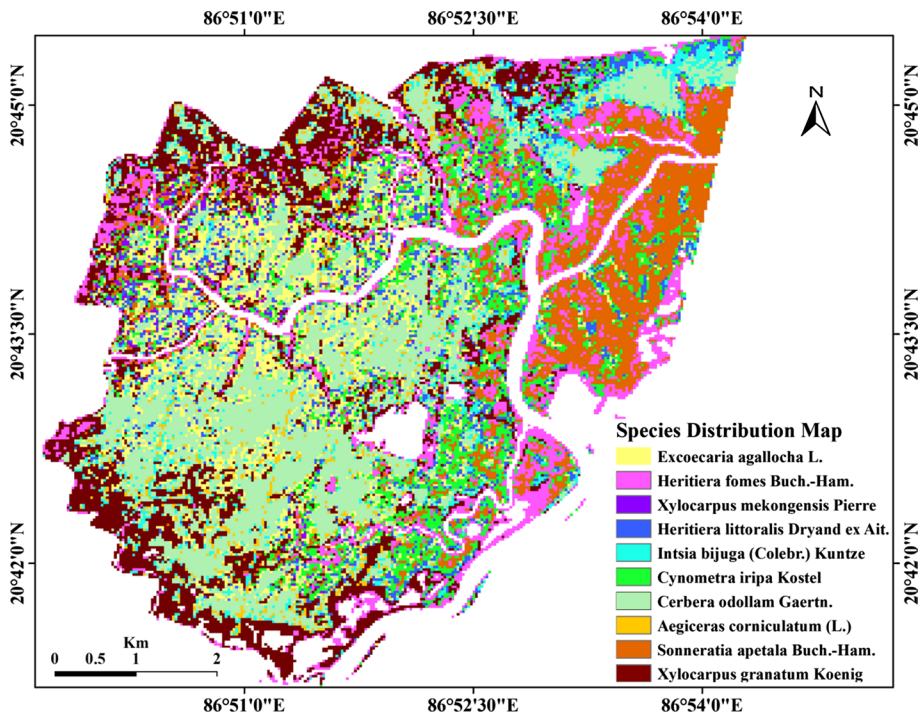 86°51'0"E 86°52'30"E 86°54'0"E
N
20°45'0"N 20°45'0"N
20°43'30"N 20°43'30"N
20°42'0"N 20°42'0"N
Species Distribution Map
Excoecaria agallocha L.
Heritiera fomes Buch.-Ham.
Xylocarpus mekongensis Pierre
Heritiera littoralis Dryand ex Ait.
Intsia bijuga (Colebr.) Kuntze
Cynometra iripa Kostel
Cerbera odollam Gaertn.
Aegiceras corniculatum (L.)
Sonneratia apetala Buch.-Ham.
Xylocarpus granatum Koenig
Km
0 0.5 1 2
86°51'0"E 86°52'30"E 86°54'0"E